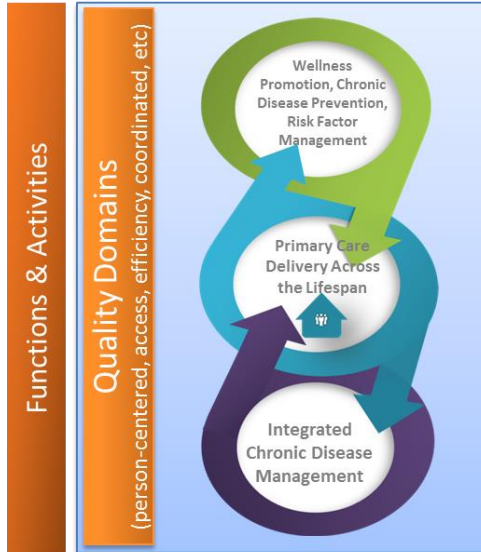 Functions & Activities
Quality Domains
(person-centered, access, efficiency, coordinated, etc)
Wellness
Promotion, Chronic
Disease Prevention,
Risk Factor
Management
Primary Care
Delivery Across
the Lifespan
Integrated
Chronic Disease
Management